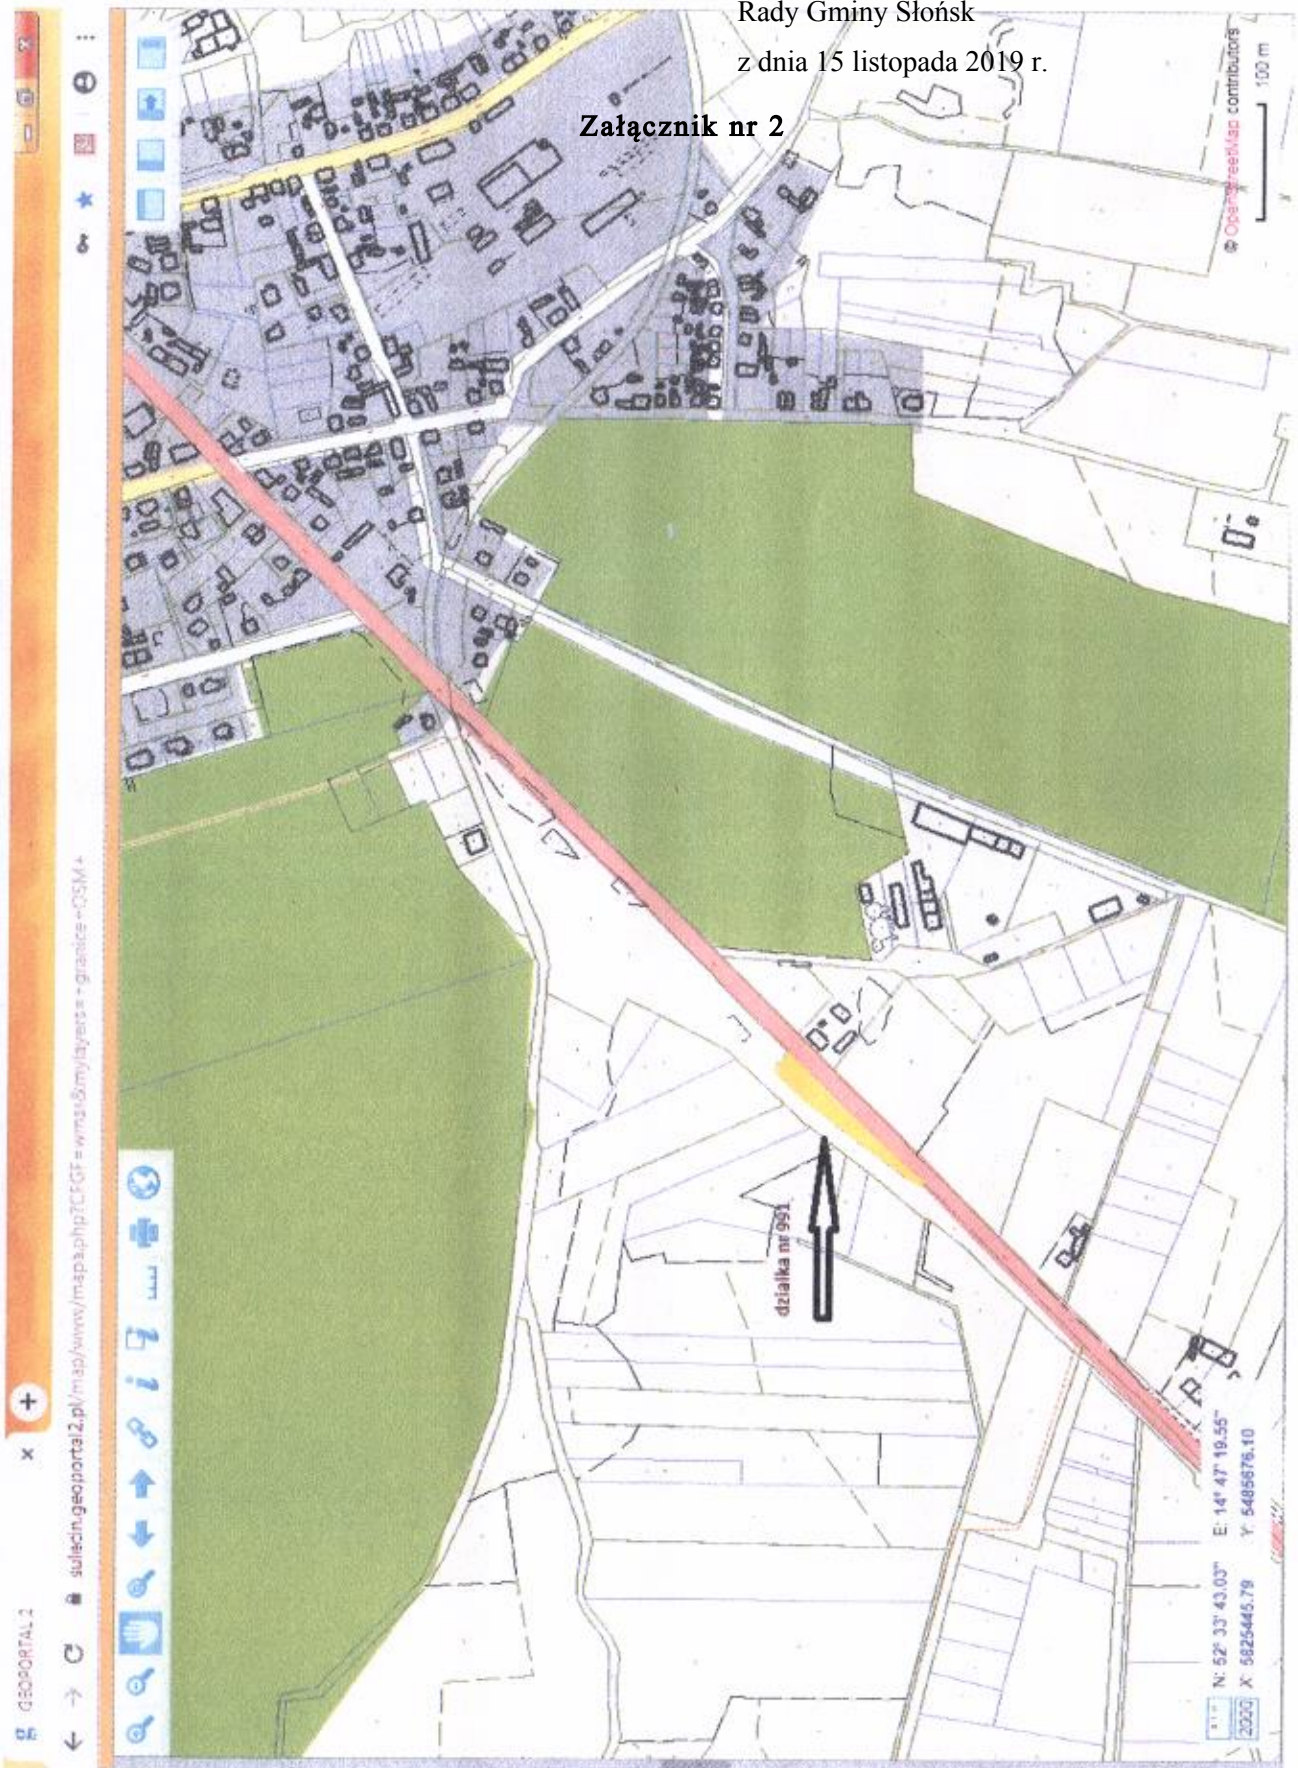 Rady Gminy Słońsk
z dnia 15 listopada 2019 r.
Załącznik nr 2
GEOPORTAL 2
sulecin.geoportal2.pl/map/www/mapa.php?CFGF=wms&mylayers=+granice+OSM+
działka nr 991
© OpenStreetMap contributors
100 m
N: 52° 33' 43.03" E: 14° 47' 19.55"
2000 X: 5825445.79 Y: 5485676.10